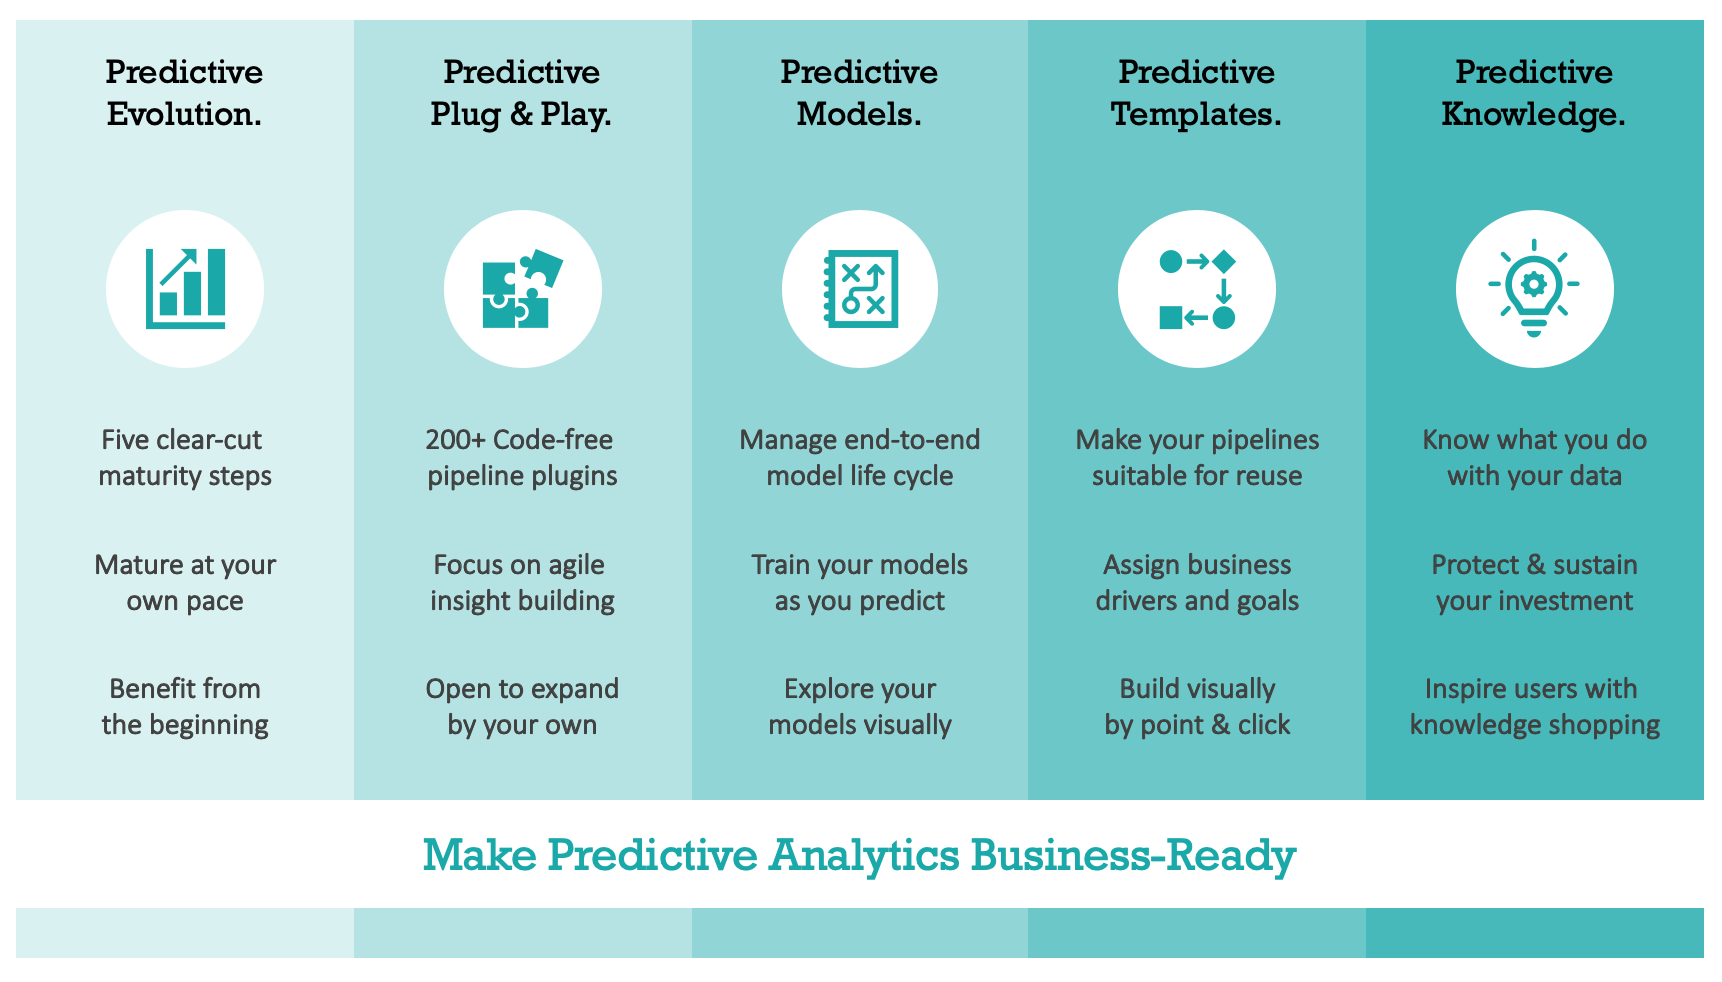 Predictive
Evolution.
Five clear-cut
maturity steps
Mature at your
own pace
Benefit from
the beginning
Predictive
Plug & Play.
200+ Code-free
pipeline plugins
Focus on agile
insight building
Open to expand
by your own
Predictive
Models.
Manage end-to-end
model life cycle
Train your models
as you predict
Explore your
models visually
Predictive
Templates.
Make your pipelines
suitable for reuse
Assign business
drivers and goals
Build visually
by point & click
Predictive
Knowledge.
Know what you do
with your data
Protect & sustain
your investment
Inspire users with
knowledge shopping
Make Predictive Analytics Business-Ready